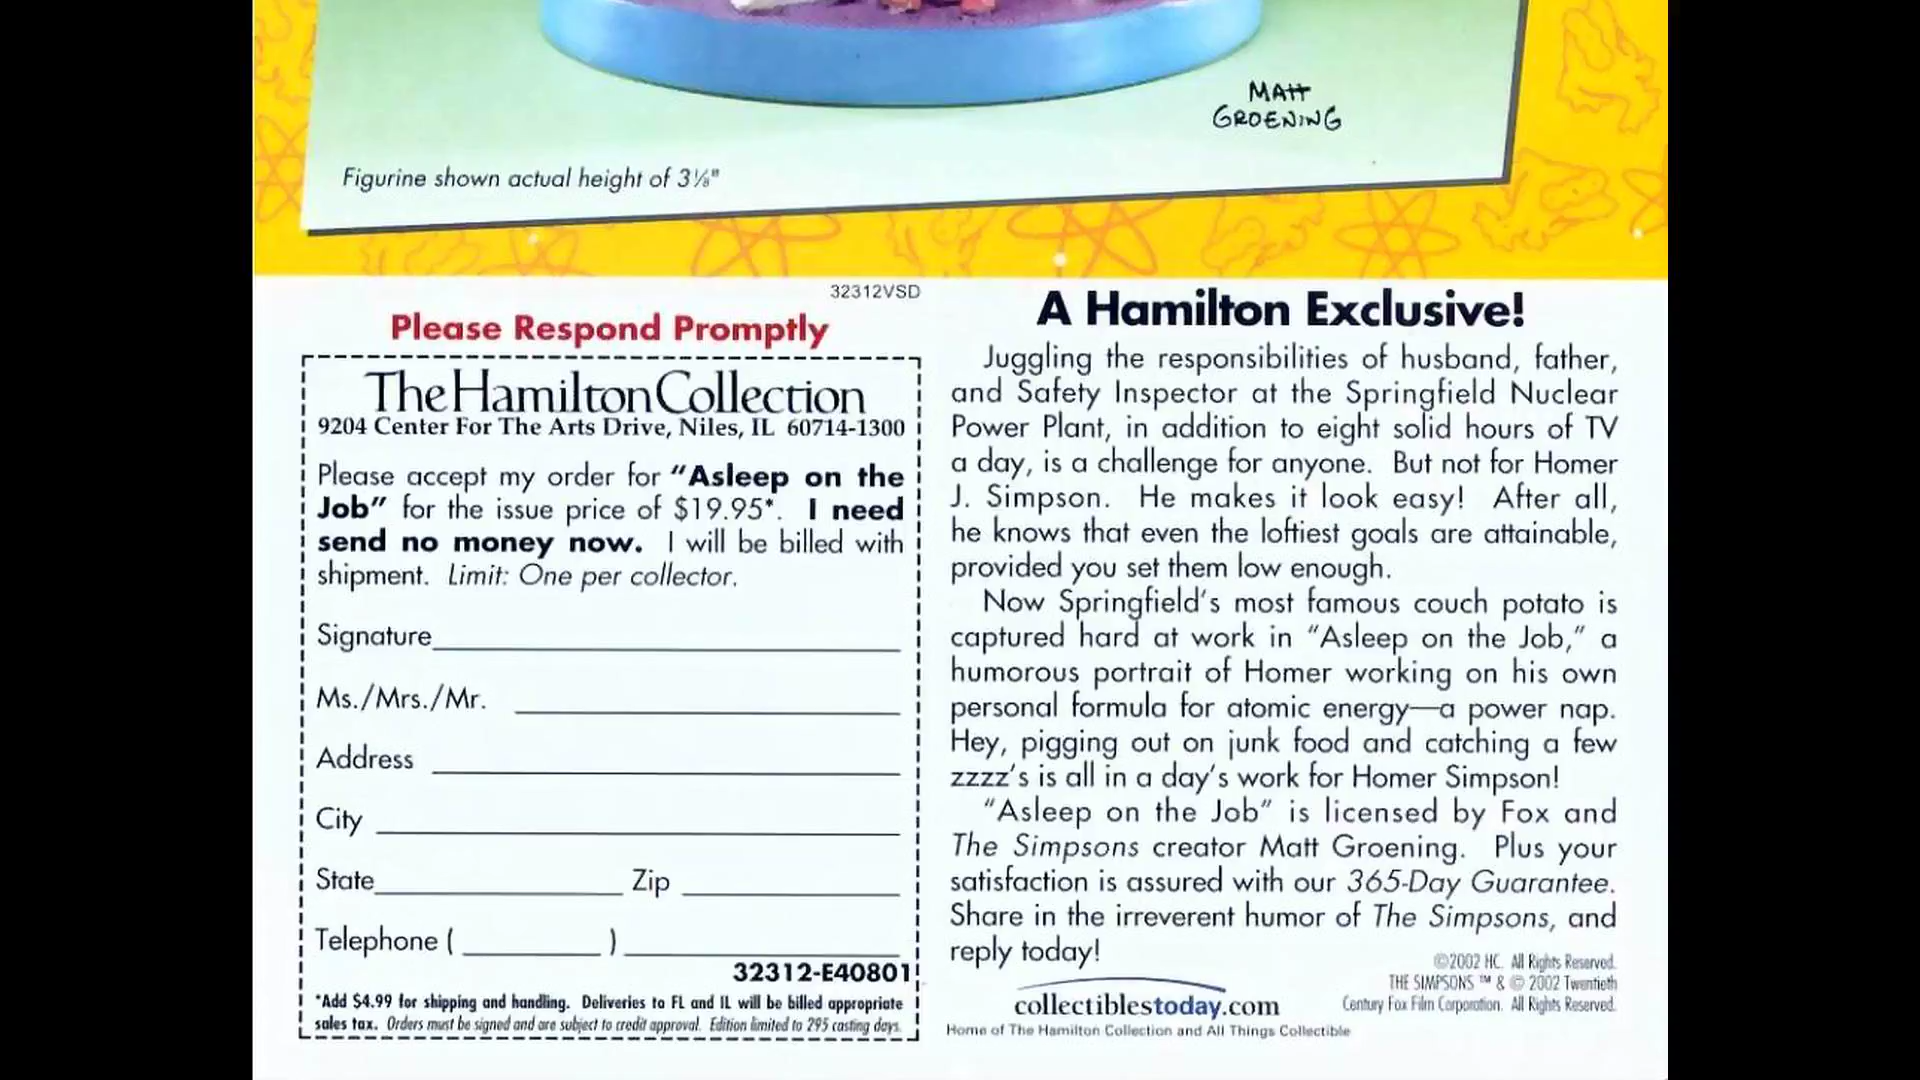 MATT
GROENING
Figurine shown actual height of 3⅛"
32312VSD
Please Respond Promptly
The Hamilton Collection
9204 Center For The Arts Drive, Niles, IL 60714-1300
Please accept my order for "Asleep on the
Job" for the issue price of $19.95*. I need
send no money now. I will be billed with
shipment. Limit: One per collector.
Signature
Ms./Mrs./Mr.
Address
City
State Zip
Telephone ( )
32312-E40801
*Add $4.99 for shipping and handling. Deliveries to FL and IL will be billed appropriate
sales tax. Orders must be signed and are subject to credit approval. Edition limited to 295 casting days.
A Hamilton Exclusive!
Juggling the responsibilities of husband, father,
and Safety Inspector at the Springfield Nuclear
Power Plant, in addition to eight solid hours of TV
a day, is a challenge for anyone. But not for Homer
J. Simpson. He makes it look easy! After all,
he knows that even the loftiest goals are attainable,
provided you set them low enough.
Now Springfield's most famous couch potato is
captured hard at work in "Asleep on the Job," a
humorous portrait of Homer working on his own
personal formula for atomic energy—a power nap.
Hey, pigging out on junk food and catching a few
zzzz's is all in a day's work for Homer Simpson!
"Asleep on the Job" is licensed by Fox and
The Simpsons creator Matt Groening. Plus your
satisfaction is assured with our 365-Day Guarantee.
Share in the irreverent humor of The Simpsons, and
reply today!
©2002 HC. All Rights Reserved.
THE SIMPSONS ™ & © 2002 Twentieth
Century Fox Film Corporation. All Rights Reserved.
collectiblestoday.com
Home of The Hamilton Collection and All Things Collectible